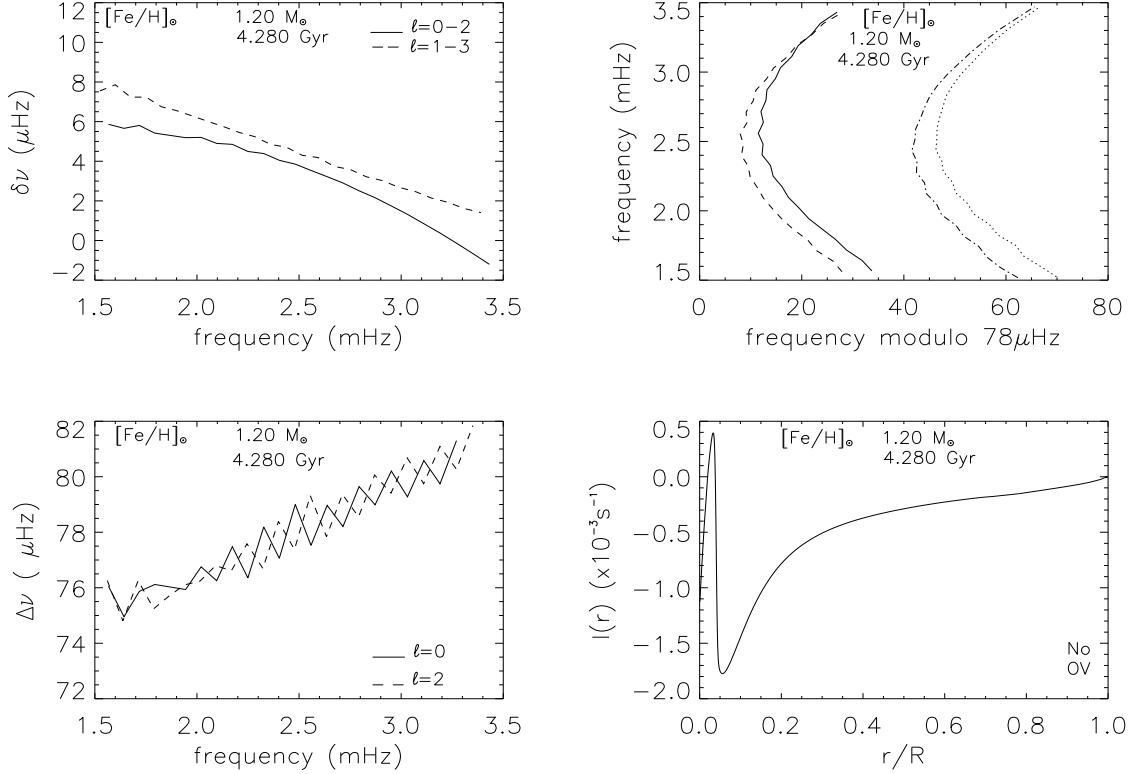 [Fe/H]⊙
1.20 M⊙
4.280 Gyr
ℓ=0−2
ℓ=1−3
12
10
8
6
4
2
0
−2
δν (μHz)
1.5
2.0
2.5
3.0
3.5
frequency (mHz)
[Fe/H]⊙
1.20 M⊙
4.280 Gyr
3.5
3.0
2.5
2.0
1.5
frequency (mHz)
0
20
40
60
80
frequency modulo 78μHz
[Fe/H]⊙
1.20 M⊙
4.280 Gyr
82
80
78
76
74
72
Δν ( μHz)
ℓ=0
ℓ=2
1.5
2.0
2.5
3.0
3.5
frequency (mHz)
[Fe/H]⊙
1.20 M⊙
4.280 Gyr
0.5
0.0
−0.5
−1.0
−1.5
−2.0
I(r) (x10⁻³s⁻¹)
No
OV
0.0
0.2
0.4
0.6
0.8
1.0
r/R